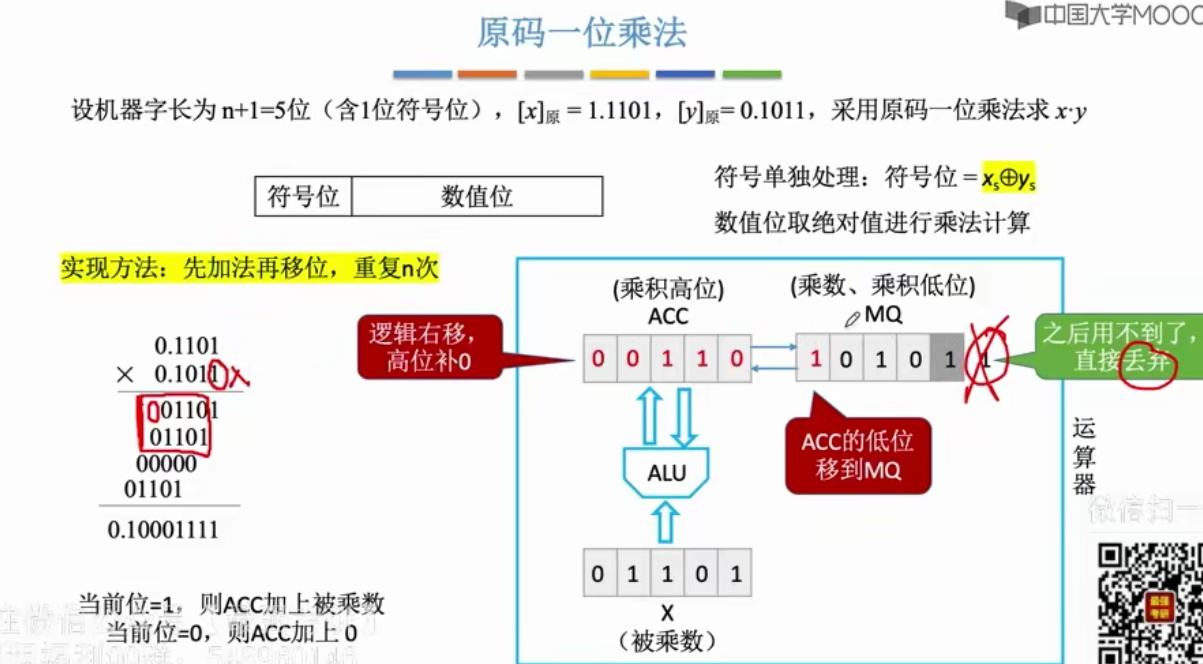 中国大学MOOC
原码一位乘法
设机器字长为 n+1=5位（含1位符号位），[x]原 = 1.1101，[y]原= 0.1011，采用原码一位乘法求 x·y
符号位 数值位
符号单独处理：符号位 = xs⊕ys
数值位取绝对值进行乘法计算
实现方法：先加法再移位，重复n次
(乘积高位)
ACC
(乘数、乘积低位)
MQ
逻辑右移，
高位补0
0 0 1 1 0
1 0 1 0 1 1
之后用不到了，
直接丢弃
0.1101
× 0.1011
001101
01101
00000
01101
0.10001111
ACC的低位
移到MQ
ALU
运
算
器
微信扫一
0 1 1 0 1
X
（被乘数）
当前位=1，则ACC加上被乘数
当前位=0，则ACC加上 0
最强
考研